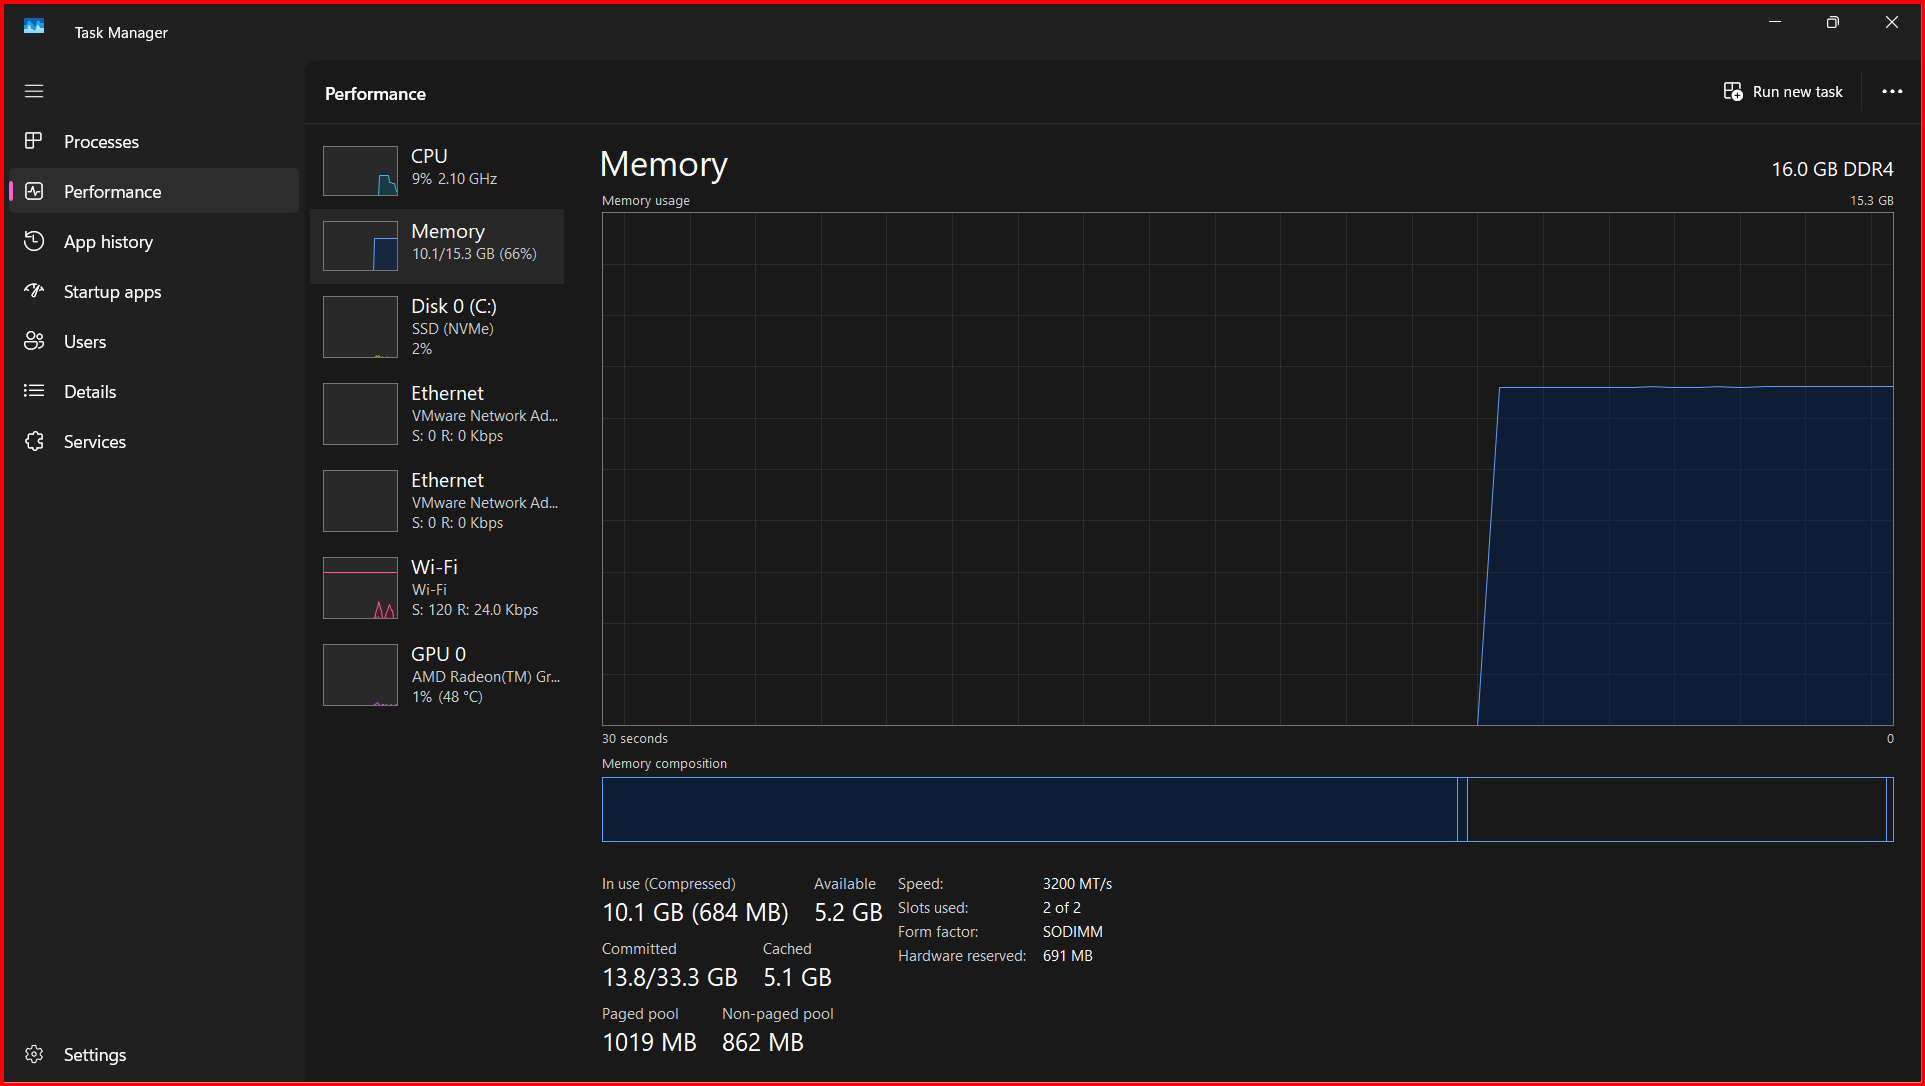 Task Manager
Processes
Performance
App history
Startup apps
Users
Details
Services
Settings
Performance
Run new task
CPU
9% 2.10 GHz
Memory
10.1/15.3 GB (66%)
Disk 0 (C:)
SSD (NVMe)
2%
Ethernet
VMware Network Ad...
S: 0 R: 0 Kbps
Ethernet
VMware Network Ad...
S: 0 R: 0 Kbps
Wi-Fi
Wi-Fi
S: 120 R: 24.0 Kbps
GPU 0
AMD Radeon(TM) Gr...
1% (48 °C)
Memory
16.0 GB DDR4
Memory usage
15.3 GB
30 seconds
0
Memory composition
In use (Compressed)
10.1 GB (684 MB)
Available
5.2 GB
Committed
13.8/33.3 GB
Cached
5.1 GB
Paged pool
1019 MB
Non-paged pool
862 MB
Speed: 3200 MT/s
Slots used: 2 of 2
Form factor: SODIMM
Hardware reserved: 691 MB